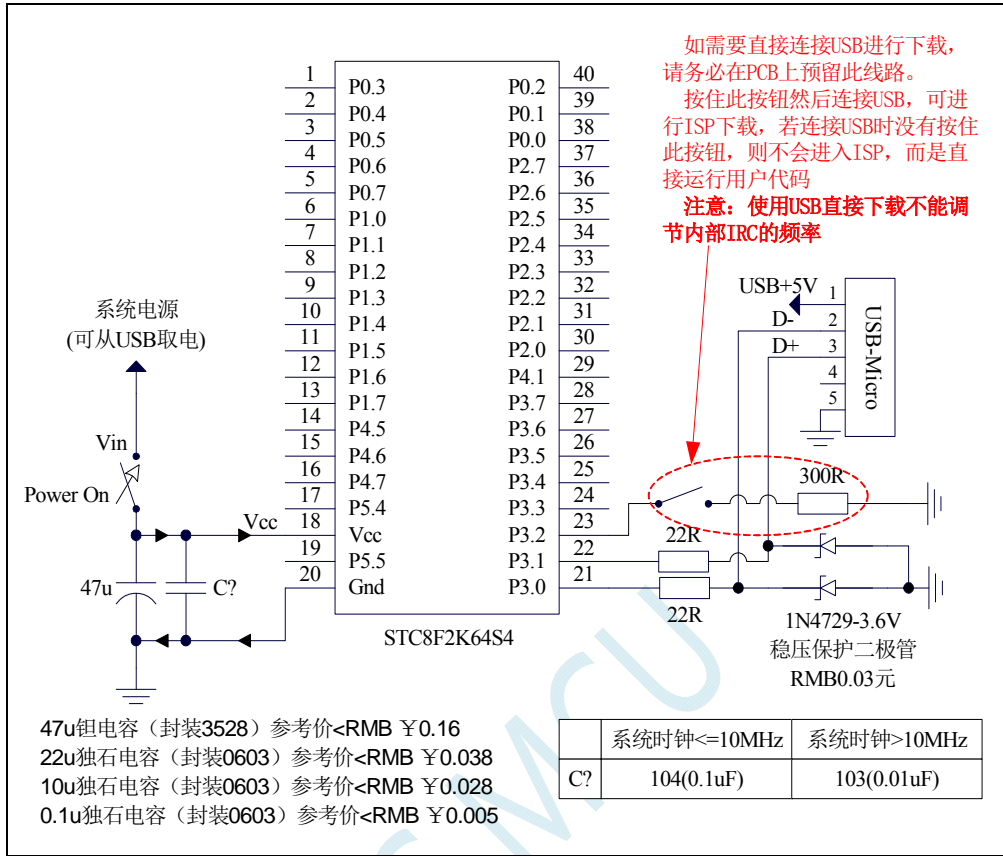 如需要直接连接USB进行下载，
请务必在PCB上预留此线路。
按住此按钮然后连接USB，可进
行ISP下载，若连接USB时没有按住
此按钮，则不会进入ISP，而是直
接运行用户代码
注意：使用USB直接下载不能调
节内部IRC的频率
1 P0.3 P0.2 40
2 P0.4 P0.1 39
3 P0.5 P0.0 38
4 P0.6 P2.7 37
5 P0.7 P2.6 36
6 P1.0 P2.5 35
7 P1.1 P2.4 34
8 P1.2 P2.3 33
9 P1.3 P2.2 32
10 P1.4 P2.1 31
11 P1.5 P2.0 30
12 P1.6 P4.1 29
13 P1.7 P3.7 28
14 P4.5 P3.6 27
15 P4.6 P3.5 26
16 P4.7 P3.4 25
17 P5.4 P3.3 24
18 Vcc P3.2 23
19 P5.5 P3.1 22
20 Gnd P3.0 21
STC8F2K64S4
系统电源
(可从USB取电)
Vin
Power On
Vcc
47u
C?
USB+5V 1
D- 2
D+ 3
4
5
USB-Micro
300R
22R
22R
1N4729-3.6V
稳压保护二极管
RMB0.03元
47u钽电容（封装3528）参考价<RMB ￥0.16
22u独石电容（封装0603）参考价<RMB ￥0.038
10u独石电容（封装0603）参考价<RMB ￥0.028
0.1u独石电容（封装0603）参考价<RMB ￥0.005
系统时钟<=10MHz 系统时钟>10MHz
C? 104(0.1uF) 103(0.01uF)
MCU